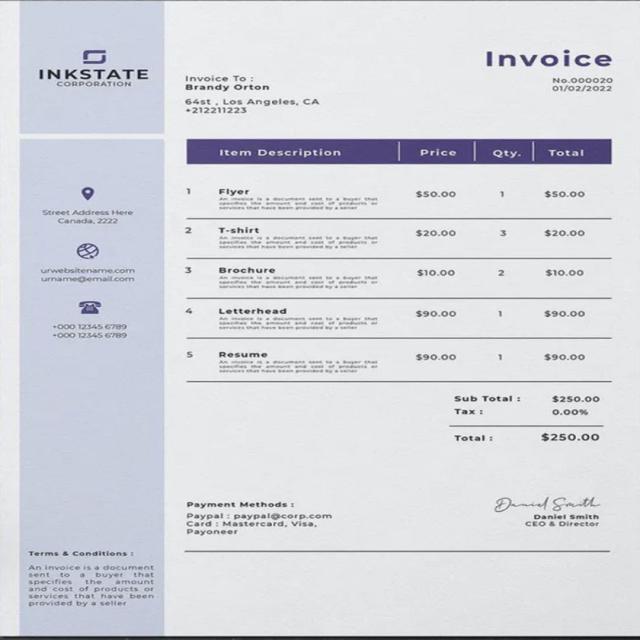 INKSTATE
CORPORATION
Invoice
No.000020
01/02/2022
Invoice To :
Brandy Orton
64st , Los Angeles, CA
+212211223
Street Address Here
Canada, 2222
urwebsitename.com
urname@email.com
+000 12345 6789
+000 12345 6789
Item Description Price Qty. Total
1 Flyer $50.00 1 $50.00
An invoice is a document sent to a buyer that
specifies the amount and cost of products or
services that have been provided by a seller
2 T-shirt $20.00 3 $20.00
An invoice is a document sent to a buyer that
specifies the amount and cost of products or
services that have been provided by a seller
3 Brochure $10.00 2 $10.00
An invoice is a document sent to a buyer that
specifies the amount and cost of products or
services that have been provided by a seller
4 Letterhead $90.00 1 $90.00
An invoice is a document sent to a buyer that
specifies the amount and cost of products or
services that have been provided by a seller
5 Resume $90.00 1 $90.00
An invoice is a document sent to a buyer that
specifies the amount and cost of products or
services that have been provided by a seller
Sub Total : $250.00
Tax : 0.00%
Total : $250.00
Payment Methods :
Paypal : paypal@corp.com
Card : Mastercard, Visa,
Payoneer
Daniel Smith
Daniel Smith
CEO & Director
Terms & Conditions :
An invoice is a document
sent to a buyer that
specifies the amount
and cost of products or
services that have been
provided by a seller